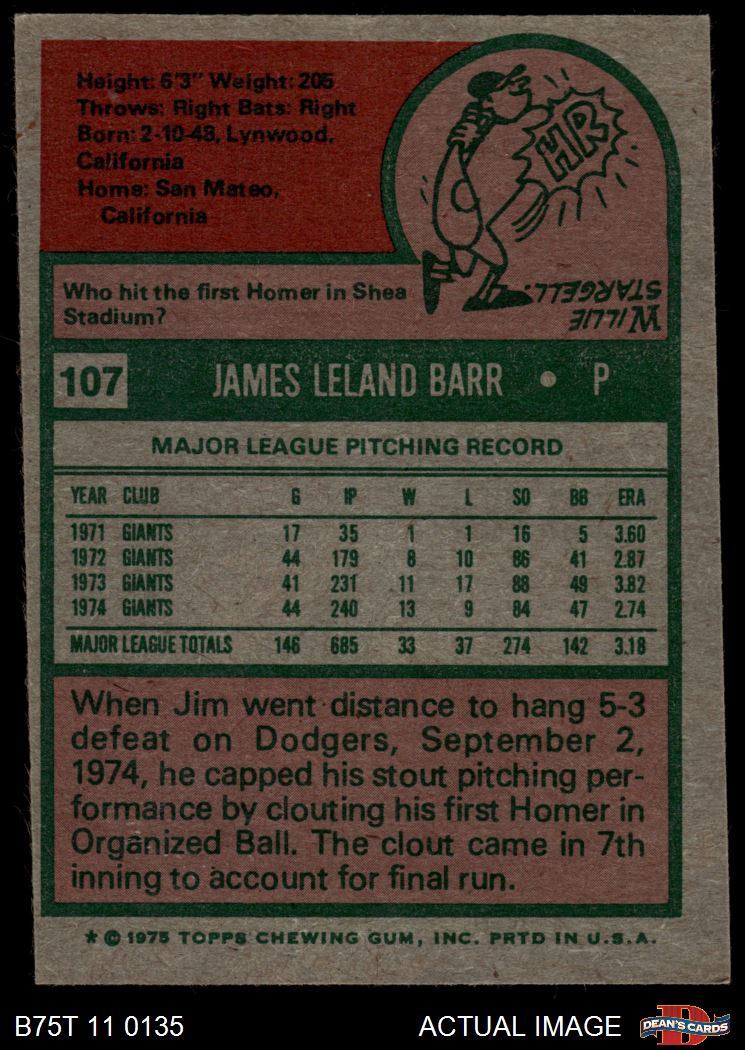 Height: 6'3" Weight: 205
Throws: Right Bats: Right
Born: 2-10-48, Lynwood,
California
Home: San Mateo,
California
HR
Who hit the first Homer in Shea
Stadium?
WILLIE
STARGELL.
107 JAMES LELAND BARR • P
MAJOR LEAGUE PITCHING RECORD
YEAR CLUB G IP W L SO BB ERA
1971 GIANTS 17 35 1 1 16 5 3.60
1972 GIANTS 44 179 8 10 86 41 2.87
1973 GIANTS 41 231 11 17 88 49 3.82
1974 GIANTS 44 240 13 9 84 47 2.74
MAJOR LEAGUE TOTALS 146 685 33 37 274 142 3.18
When Jim went distance to hang 5-3
defeat on Dodgers, September 2,
1974, he capped his stout pitching per-
formance by clouting his first Homer in
Organized Ball. The clout came in 7th
inning to account for final run.
* © 1975 TOPPS CHEWING GUM, INC. PRTD IN U.S.A.
B75T 11 0135 ACTUAL IMAGE DEAN'S CARDS